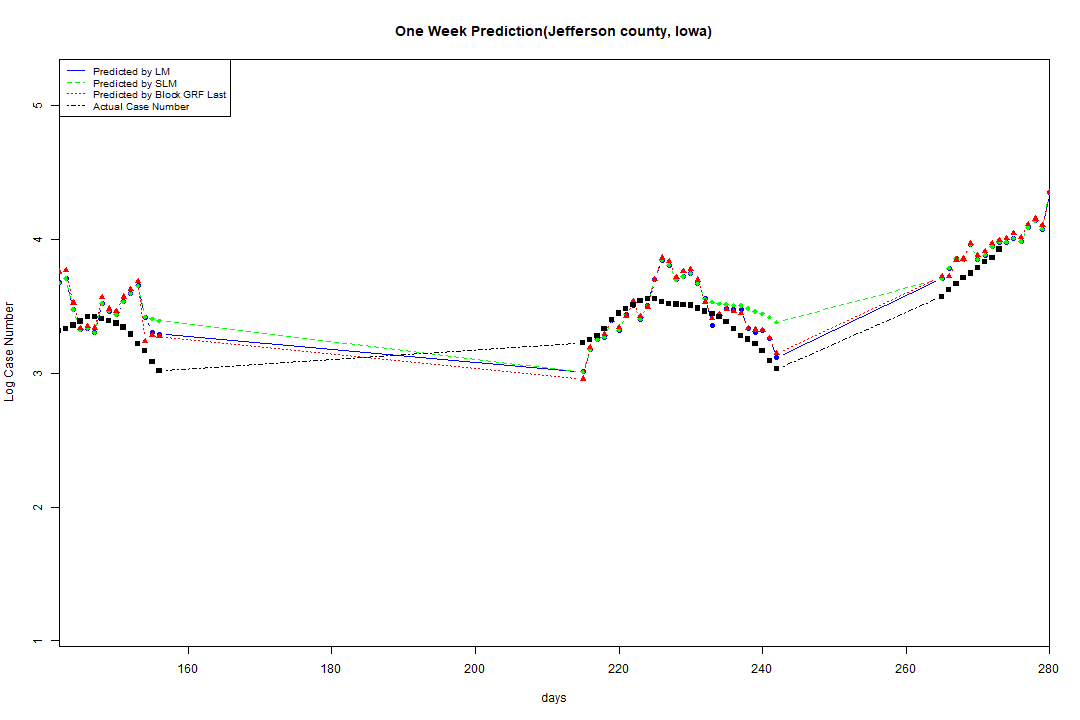 One Week Prediction(Jefferson county, Iowa)
Predicted by LM
Predicted by SLM
Predicted by Block GRF Last
Actual Case Number
5
4
3
2
1
Log Case Number
160 180 200 220 240 260 280
days